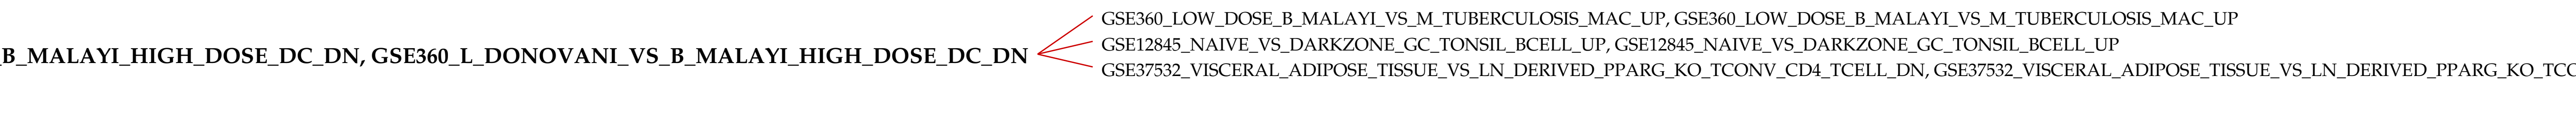 GSE360_LOW_DOSE_B_MALAYI_VS_M_TUBERCULOSIS_MAC_UP, GSE360_LOW_DOSE_B_MALAYI_VS_M_TUBERCULOSIS_MAC_UP
GSE12845_NAIVE_VS_DARKZONE_GC_TONSIL_BCELL_UP, GSE12845_NAIVE_VS_DARKZONE_GC_TONSIL_BCELL_UP
B_MALAYI_HIGH_DOSE_DC_DN, GSE360_L_DONOVANI_VS_B_MALAYI_HIGH_DOSE_DC_DN
GSE37532_VISCERAL_ADIPOSE_TISSUE_VS_LN_DERIVED_PPARG_KO_TCONV_CD4_TCELL_DN, GSE37532_VISCERAL_ADIPOSE_TISSUE_VS_LN_DERIVED_PPARG_KO_TCO